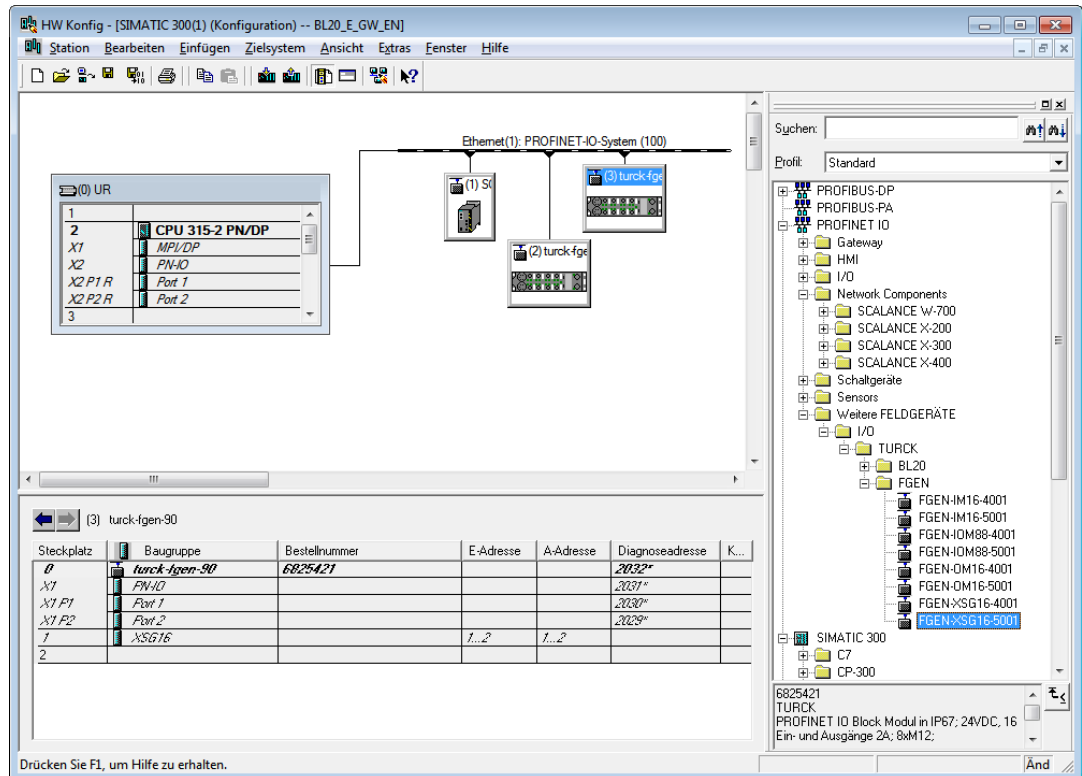 HW Konfig - [SIMATIC 300(1) (Konfiguration) -- BL20_E_GW_EN]
Station Bearbeiten Einfügen Zielsystem Ansicht Extras Fenster Hilfe
Ethernet(1): PROFINET-IO-System (100)
(1) SC
(3) turck-fge
(2) turck-fge
(0) UR
1
2 CPU 315-2 PN/DP
X1 MPI/DP
X2 PN-IO
X2 P1 R Port 1
X2 P2 R Port 2
3
(3) turck-fgen-90
Steckplatz Baugruppe Bestellnummer E-Adresse A-Adresse Diagnoseadresse K...
0 turck-fgen-90 6825421 2032*
X1 PN-IO 2031*
X1 P1 Port 1 2030*
X1 P2 Port 2 2029*
1 XSG16 1...2 1...2
2
Suchen:
Profil: Standard
PROFIBUS-DP
PROFIBUS-PA
PROFINET IO
Gateway
HMI
I/O
Network Components
SCALANCE W-700
SCALANCE X-200
SCALANCE X-300
SCALANCE X-400
Schaltgeräte
Sensors
Weitere FELDGERÄTE
I/O
TURCK
BL20
FGEN
FGEN-IM16-4001
FGEN-IM16-5001
FGEN-IOM88-4001
FGEN-IOM88-5001
FGEN-OM16-4001
FGEN-OM16-5001
FGEN-XSG16-4001
FGEN-XSG16-5001
SIMATIC 300
C7
CP-300
6825421
TURCK
PROFINET IO Block Modul in IP67; 24VDC, 16
Ein- und Ausgänge 2A; 8xM12;
Drücken Sie F1, um Hilfe zu erhalten.
Änd